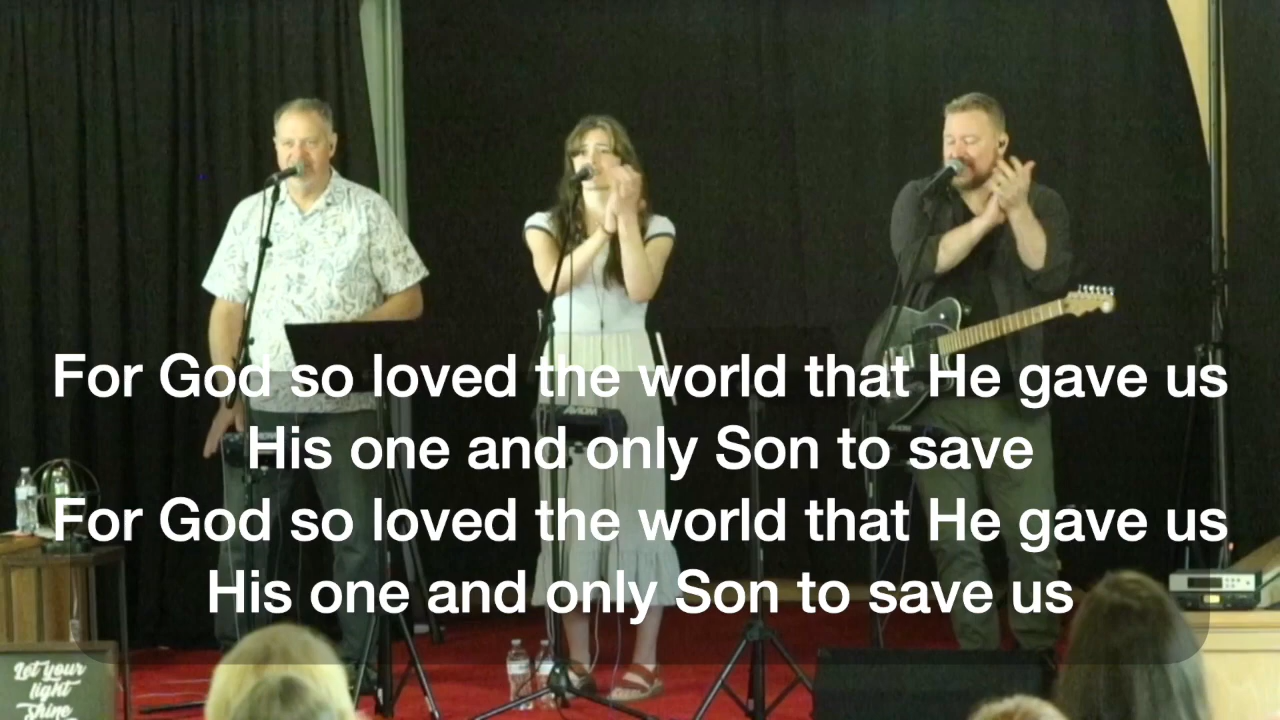 For God so loved the world that He gave us
His one and only Son to save
For God so loved the world that He gave us
His one and only Son to save us
AHOM
Let your
light
shine